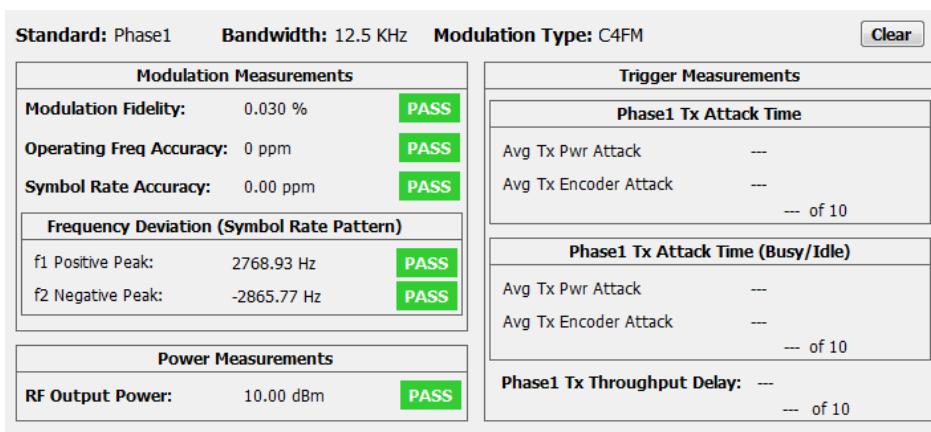 Standard: Phase1 Bandwidth: 12.5 KHz Modulation Type: C4FM Clear
Modulation Measurements
Modulation Fidelity: 0.030 % PASS
Operating Freq Accuracy: 0 ppm PASS
Symbol Rate Accuracy: 0.00 ppm PASS
Frequency Deviation (Symbol Rate Pattern)
f1 Positive Peak: 2768.93 Hz PASS
f2 Negative Peak: -2865.77 Hz PASS
Power Measurements
RF Output Power: 10.00 dBm PASS
Trigger Measurements
Phase1 Tx Attack Time
Avg Tx Pwr Attack ---
Avg Tx Encoder Attack ---
--- of 10
Phase1 Tx Attack Time (Busy/Idle)
Avg Tx Pwr Attack ---
Avg Tx Encoder Attack ---
--- of 10
Phase1 Tx Throughput Delay: ---
--- of 10